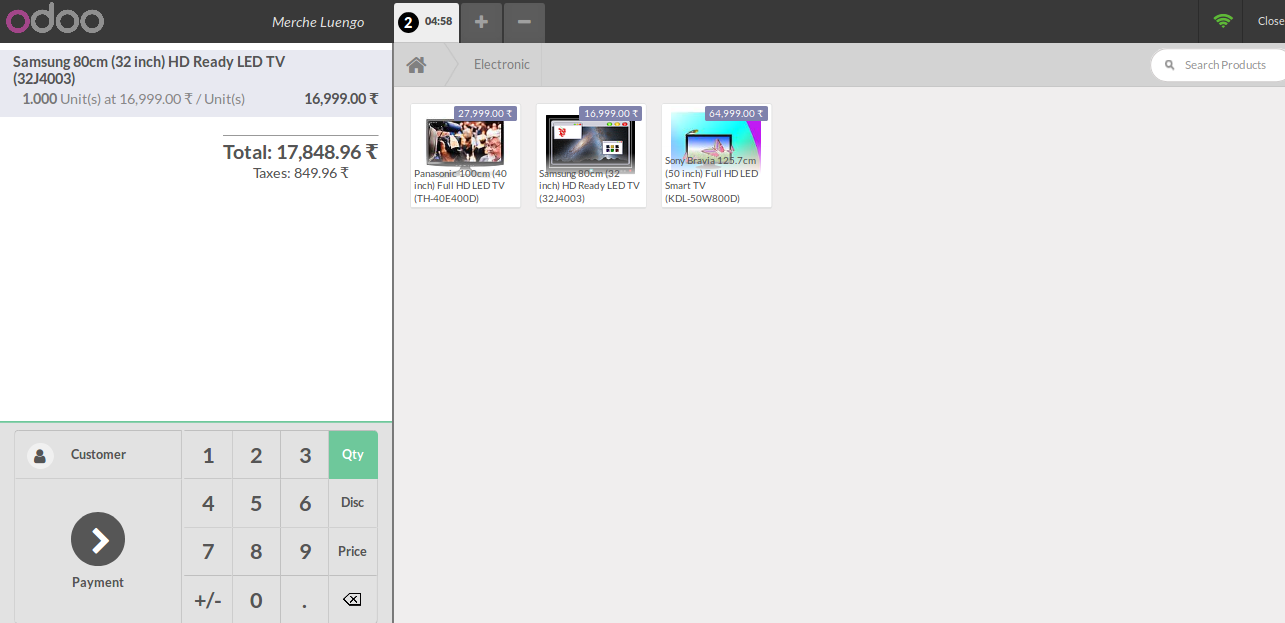 odoo
Merche Luengo
2 04:58
+
−
Close
Samsung 80cm (32 inch) HD Ready LED TV
(32J4003)
1.000 Unit(s) at 16,999.00 ₹ / Unit(s) 16,999.00 ₹
Total: 17,848.96 ₹
Taxes: 849.96 ₹
Customer
Payment
1 2 3 Qty
4 5 6 Disc
7 8 9 Price
+/- 0 .
Electronic
Search Products
27,999.00 ₹
Panasonic 100cm (40
inch) Full HD LED TV
(TH-40E400D)
16,999.00 ₹
Samsung 80cm (32
inch) HD Ready LED TV
(32J4003)
64,999.00 ₹
Sony Bravia 125.7cm
(50 inch) Full HD LED
Smart TV
(KDL-50W800D)